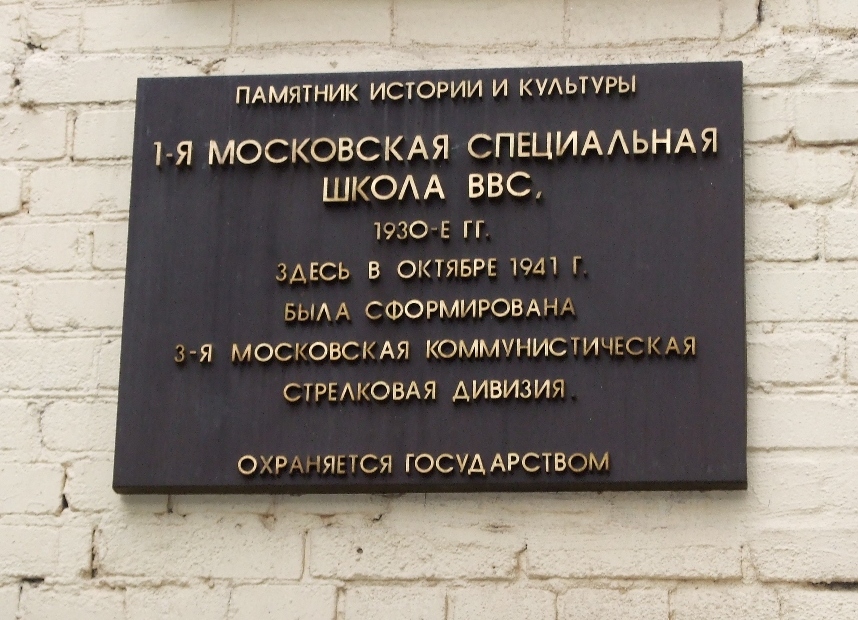 ПАМЯТНИК ИСТОРИИ И КУЛЬТУРЫ
1-Я МОСКОВСКАЯ СПЕЦИАЛЬНАЯ
ШКОЛА ВВС,
1930-Е ГГ.
ЗДЕСЬ В ОКТЯБРЕ 1941 Г.
БЫЛА СФОРМИРОВАНА
3-Я МОСКОВСКАЯ КОММУНИСТИЧЕСКАЯ
СТРЕЛКОВАЯ ДИВИЗИЯ.
ОХРАНЯЕТСЯ ГОСУДАРСТВОМ